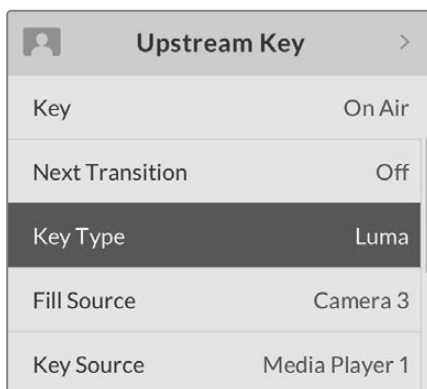 Upstream Key
Key On Air
Next Transition Off
Key Type Luma
Fill Source Camera 3
Key Source Media Player 1